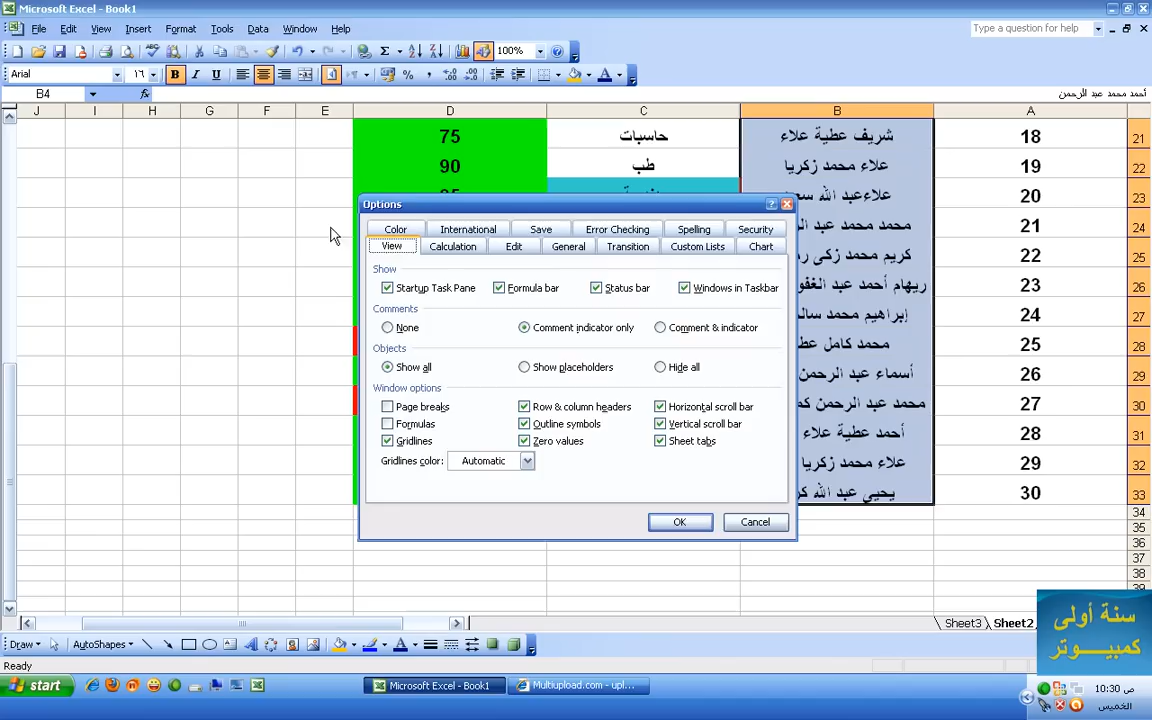 Microsoft Excel - Book1
File Edit View Insert Format Tools Data Window Help
Type a question for help
100%
Arial
١٦
B I U
B4
أحمد محمد عبد الرحمن
J I H G F E D C B A
75 حاسبات شريف عطية علاء 18 21
90 طب علاء محمد زكريا 19 22
20 23
21 24
22 25
23 26
24 27
25 28
26 29
27 30
أحمد عطية علاء 28 31
علاء محمد زكريا 29 32
30 33
34
35
36
37
38
Options
Color International Save Error Checking Spelling Security
View Calculation Edit General Transition Custom Lists Chart
Show
Startup Task Pane Formula bar Status bar Windows in Taskbar
Comments
None Comment indicator only Comment & indicator
Objects
Show all Show placeholders Hide all
Window options
Page breaks Row & column headers Horizontal scroll bar
Formulas Outline symbols Vertical scroll bar
Gridlines Zero values Sheet tabs
Gridlines color: Automatic
OK Cancel
Sheet3 Sheet2
سنة أولى
كمبيـــوتر
Draw AutoShapes
Ready
start
Microsoft Excel - Book1
Multiupload.com - upl...
10:30 ص
الخميس